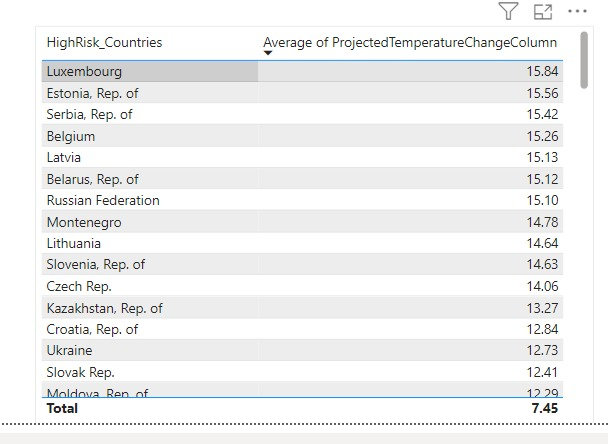 HighRisk_Countries Average of ProjectedTemperatureChangeColumn
Luxembourg 15.84
Estonia, Rep. of 15.56
Serbia, Rep. of 15.42
Belgium 15.26
Latvia 15.13
Belarus, Rep. of 15.12
Russian Federation 15.10
Montenegro 14.78
Lithuania 14.64
Slovenia, Rep. of 14.63
Czech Rep. 14.06
Kazakhstan, Rep. of 13.27
Croatia, Rep. of 12.84
Ukraine 12.73
Slovak Rep. 12.41
Moldova, Rep. of 12.29
Total 7.45